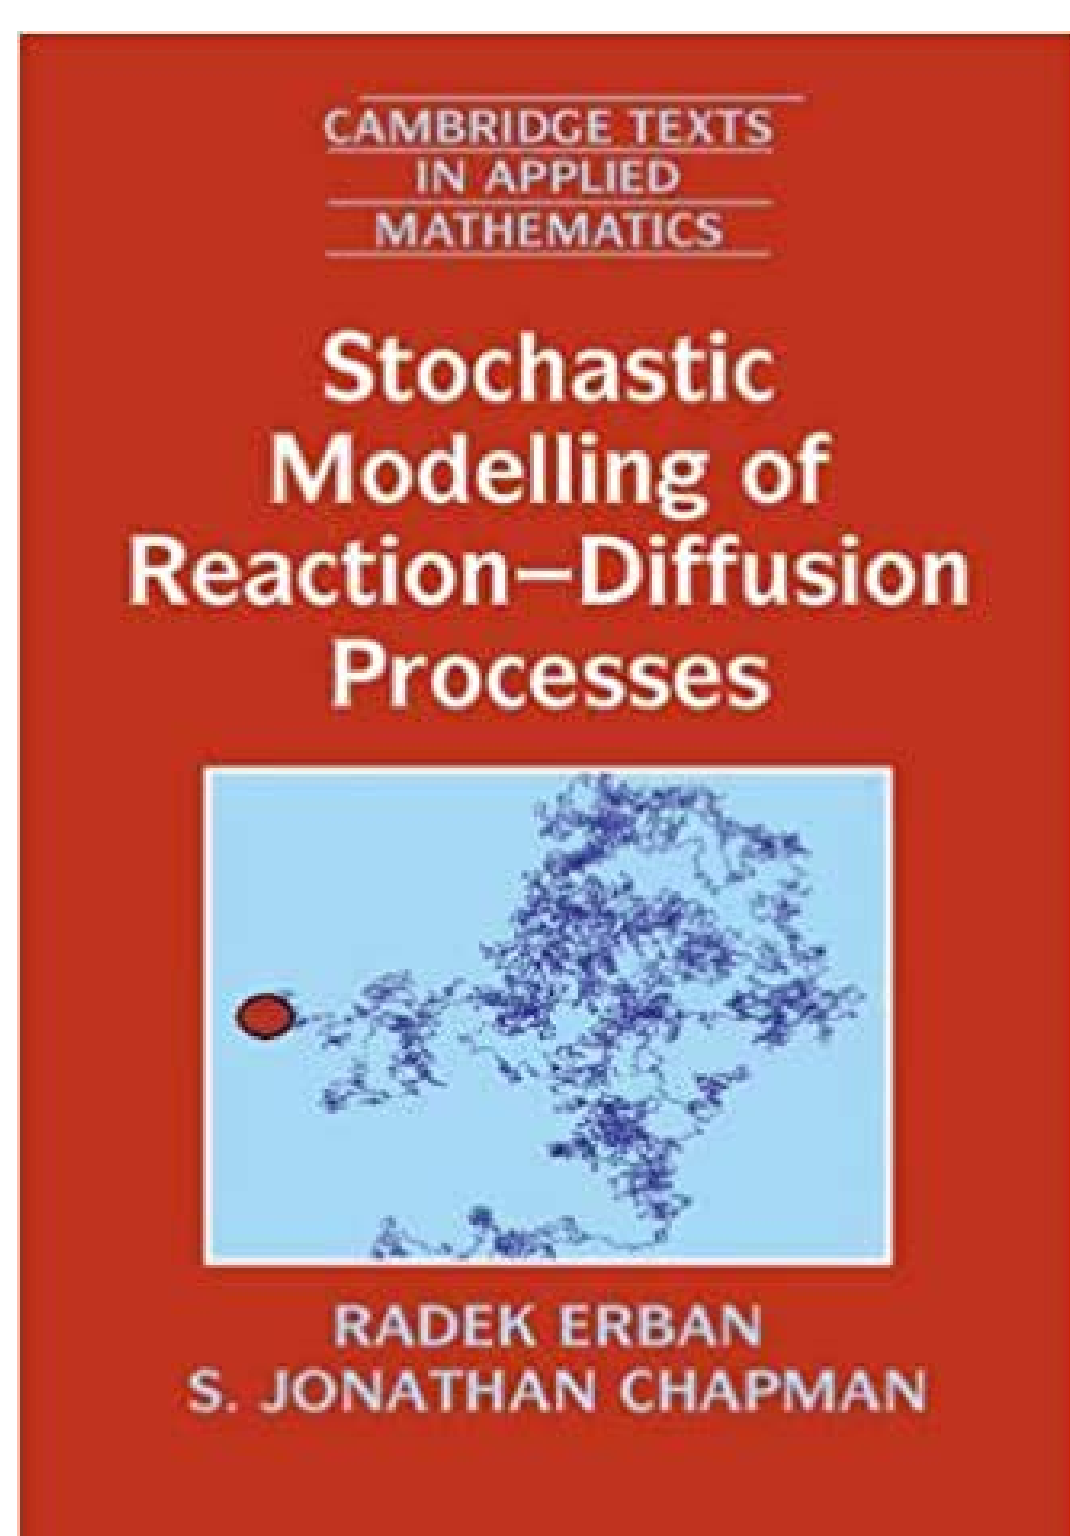 CAMBRIDGE TEXTS
IN APPLIED
MATHEMATICS
Stochastic
Modelling of
Reaction–Diffusion
Processes
RADEK ERBAN
S. JONATHAN CHAPMAN